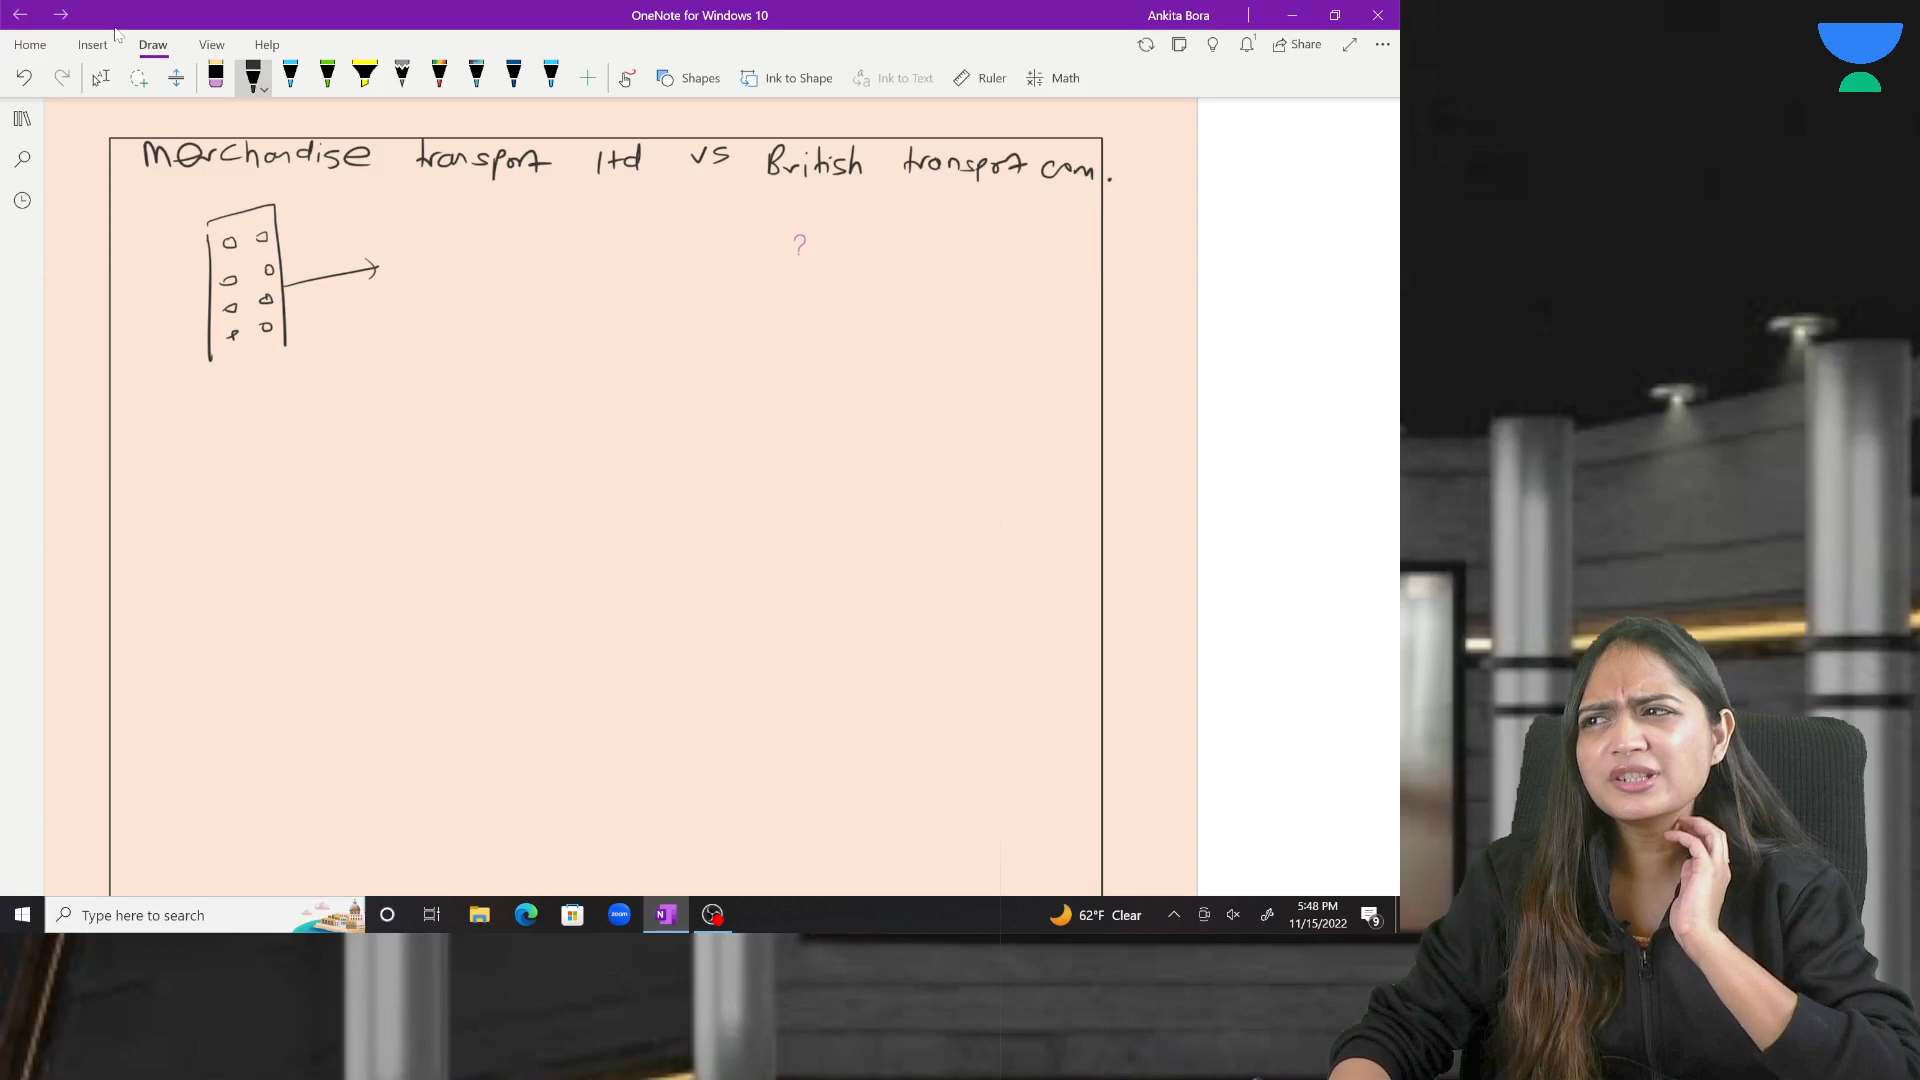 OneNote for Windows 10
Ankita Bora
Home Insert Draw View Help
Share
Shapes Ink to Shape Ink to Text Ruler Math
Merchandise transport ltd vs British transport com.
?
Type here to search
zoom
N
62°F Clear
5:48 PM
11/15/2022
9